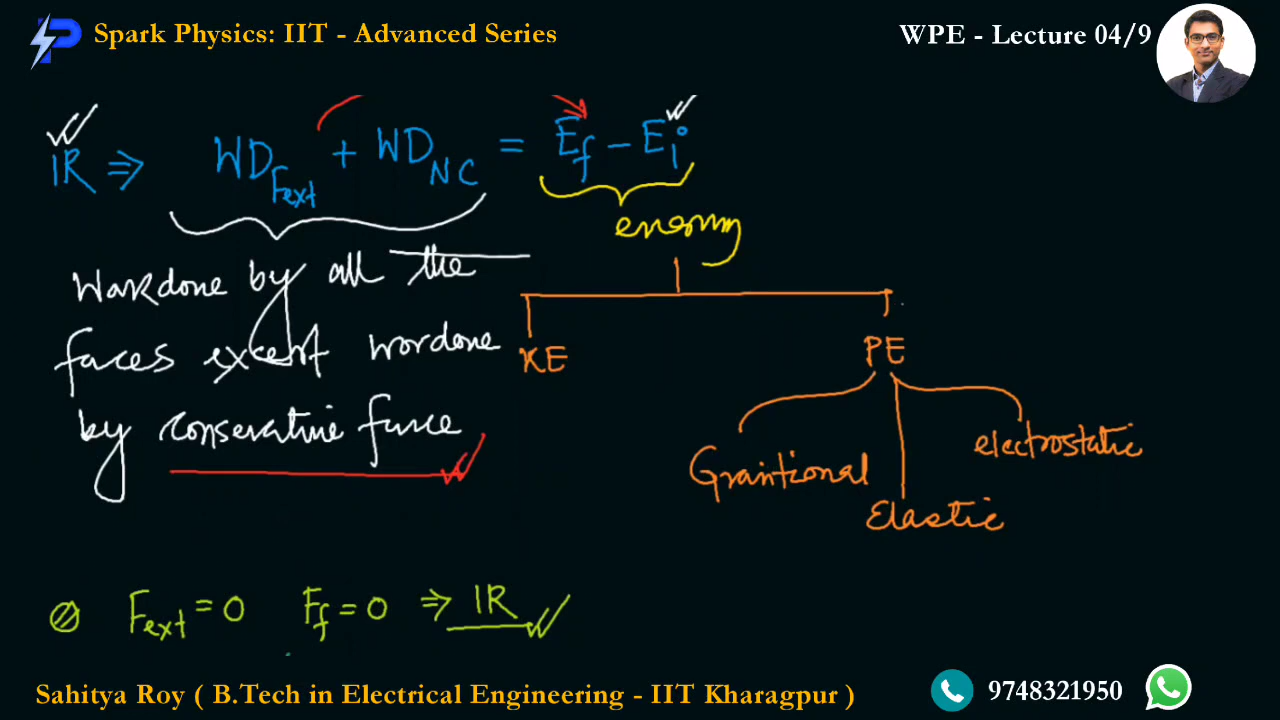 Spark Physics: IIT - Advanced Series
WPE - Lecture 04/9
IR ⇒ WD_Fext + WD_NC = E_f - E_i
energy
Workdone by all the
forces except wordone
by conservative force
KE
PE
Gravitional
Elastic
electrostatic
F_ext = 0 F_f = 0 ⇒ IR
Sahitya Roy ( B.Tech in Electrical Engineering - IIT Kharagpur )
9748321950